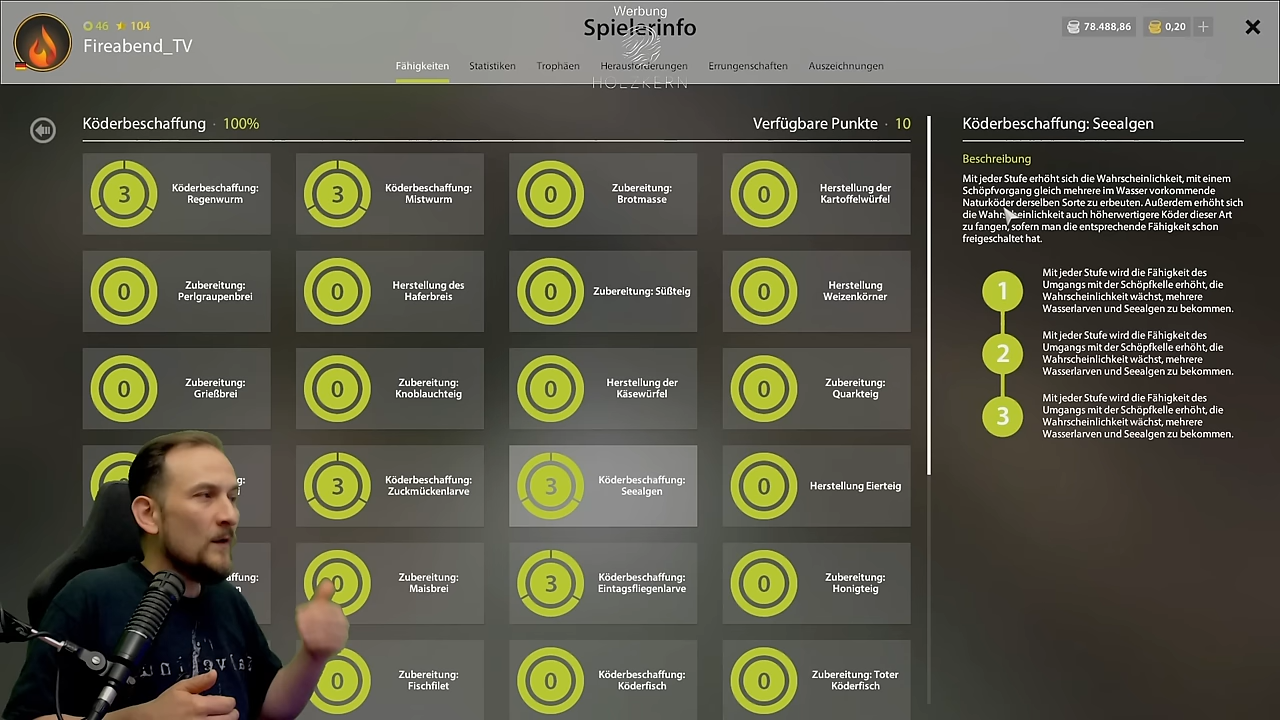 Werbung
46 104
Spielerinfo
78.488,86
0,20
Fireabend_TV
Fähigkeiten
Statistiken
Trophäen
Herausforderungen
Errungenschaften
Auszeichnungen
HOLZKERN
Köderbeschaffung · 100%
Verfügbare Punkte · 10
3
Köderbeschaffung:
Regenwurm
3
Köderbeschaffung:
Mistwurm
0
Zubereitung:
Brotmasse
0
Herstellung der
Kartoffelwürfel
0
Zubereitung:
Perlgraupenbrei
0
Herstellung des
Haferbreis
0
Zubereitung: Süßteig
0
Herstellung
Weizenkörner
0
Zubereitung:
Grießbrei
0
Zubereitung:
Knoblauchteig
0
Herstellung der
Käsewürfel
0
Zubereitung:
Quarkteig
3
Köderbeschaffung:
Zuckmückenlarve
3
Köderbeschaffung:
Seealgen
0
Herstellung Eierteig
0
Zubereitung:
Maisbrei
3
Köderbeschaffung:
Eintagsfliegenlarve
0
Zubereitung:
Honigteig
0
Zubereitung:
Fischfilet
0
Köderbeschaffung:
Köderfisch
0
Zubereitung: Toter
Köderfisch
Köderbeschaffung: Seealgen
Beschreibung
Mit jeder Stufe erhöht sich die Wahrscheinlichkeit, mit einem
Schöpfvorgang gleich mehrere im Wasser vorkommende
Naturköder derselben Sorte zu erbeuten. Außerdem erhöht sich
die Wahrscheinlichkeit auch höherwertigere Köder dieser Art
zu fangen, sofern man die entsprechende Fähigkeit schon
freigeschaltet hat.
1
Mit jeder Stufe wird die Fähigkeit des
Umgangs mit der Schöpfkelle erhöht, die
Wahrscheinlichkeit wächst, mehrere
Wasserlarven und Seealgen zu bekommen.
2
Mit jeder Stufe wird die Fähigkeit des
Umgangs mit der Schöpfkelle erhöht, die
Wahrscheinlichkeit wächst, mehrere
Wasserlarven und Seealgen zu bekommen.
3
Mit jeder Stufe wird die Fähigkeit des
Umgangs mit der Schöpfkelle erhöht, die
Wahrscheinlichkeit wächst, mehrere
Wasserlarven und Seealgen zu bekommen.